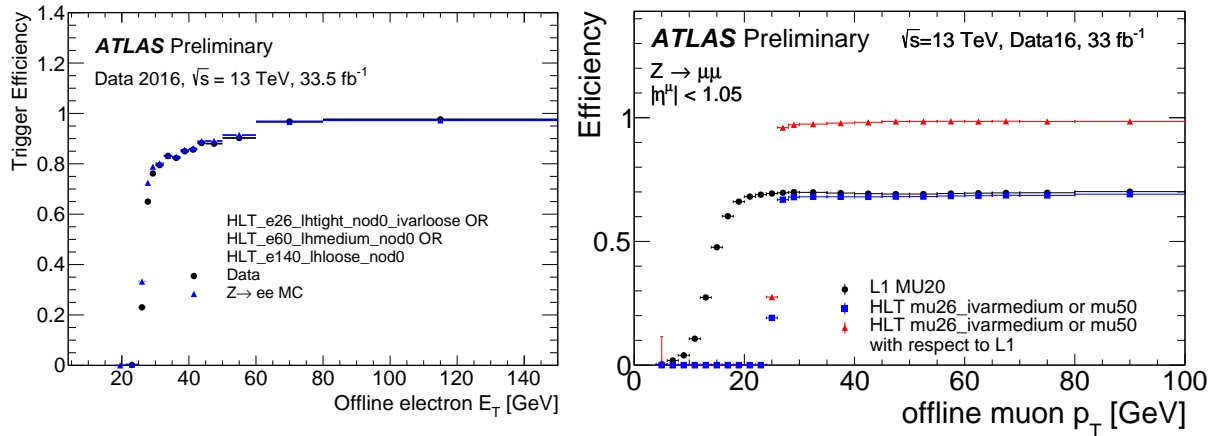 Trigger Efficiency
1.4
1.2
1
0.8
0.6
0.4
0.2
0
ATLAS Preliminary
Data 2016, √s = 13 TeV, 33.5 fb⁻¹
HLT_e26_lhtight_nod0_ivarloose OR
HLT_e60_lhmedium_nod0 OR
HLT_e140_lhloose_nod0
Data
Z→ ee MC
20 40 60 80 100 120 140
Offline electron E_T [GeV]
Efficiency
1
0.5
0
ATLAS Preliminary
√s=13 TeV, Data16, 33 fb⁻¹
Z → μμ
|η^μ| < 1.05
L1 MU20
HLT mu26_ivarmedium or mu50
HLT mu26_ivarmedium or mu50
with respect to L1
0 20 40 60 80 100
offline muon p_T [GeV]